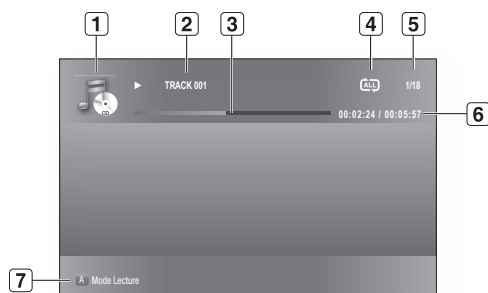 1 2 3 4 5
TRACK 001 ALL 1/18
CD
00:02:24 / 00:05:57 6
7 A Mode Lecture